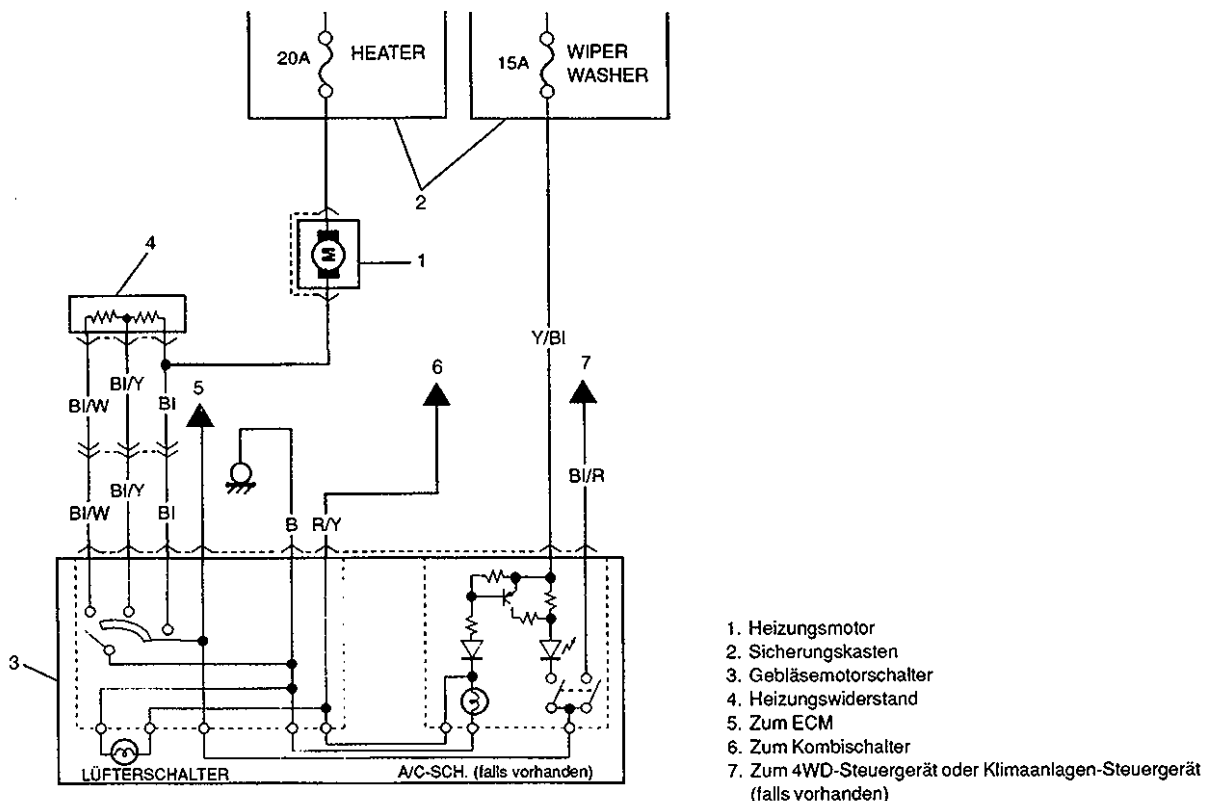 20A
HEATER
15A
WIPER
WASHER
2
4
M
1
Y/Bl
6
7
5
Bl/W
Bl/Y
Bl
Bl/R
Bl/W
Bl/Y
Bl
B
R/Y
3
LÜFTERSCHALTER
A/C-SCH. (falls vorhanden)
1. Heizungsmotor
2. Sicherungskasten
3. Gebläsemotorschalter
4. Heizungswiderstand
5. Zum ECM
6. Zum Kombischalter
7. Zum 4WD-Steuergerät oder Klimaanlagen-Steuergerät
(falls vorhanden)